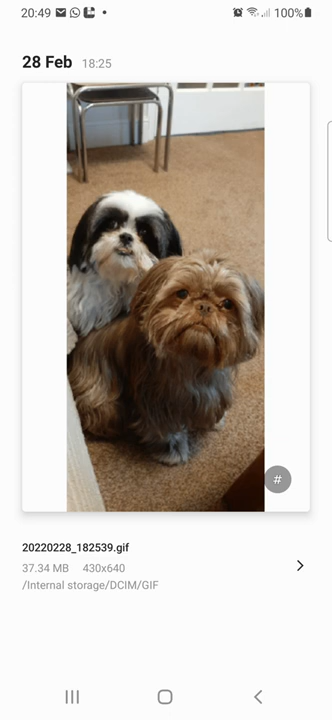 20:49
100%
28 Feb 18:25
#
20220228_182539.gif
37.34 MB 430x640
/Internal storage/DCIM/GIF